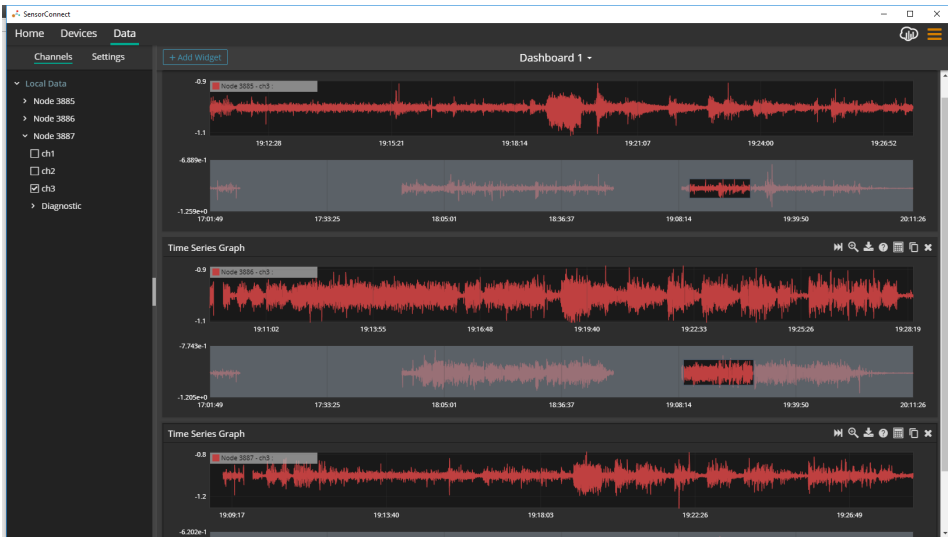 SensorConnect
Home Devices Data
Channels Settings
+ Add Widget
Dashboard 1
Local Data
Node 3885
Node 3886
Node 3887
ch1
ch2
ch3
Diagnostic
-0.9
Node 3885 - ch3 :
-1.1
19:12:28 19:15:21 19:18:14 19:21:07 19:24:00 19:26:52
-6.889e-1
-1.259e+0
17:01:49 17:33:25 18:05:01 18:36:37 19:08:14 19:39:50 20:11:26
Time Series Graph
-0.9
Node 3886 - ch3 :
-1.1
19:11:02 19:13:55 19:16:48 19:19:40 19:22:33 19:25:26 19:28:19
-7.743e-1
-1.205e+0
17:01:49 17:33:25 18:05:01 18:36:37 19:08:14 19:39:50 20:11:26
Time Series Graph
-0.8
Node 3887 - ch3 :
-1.2
19:09:17 19:13:40 19:18:03 19:22:26 19:26:49
-6.202e-1